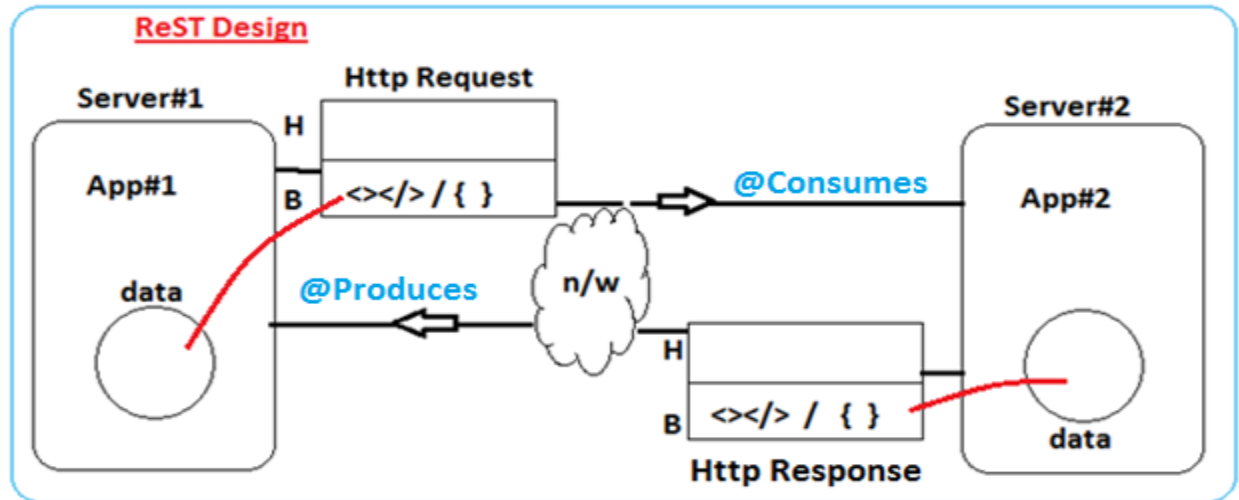 ReST Design
Http Request
Server#1
Server#2
H
App#1
@Consumes
B
<></> / { }
App#2
n/w
data
@Produces
H
B
<></> / { }
data
Http Response